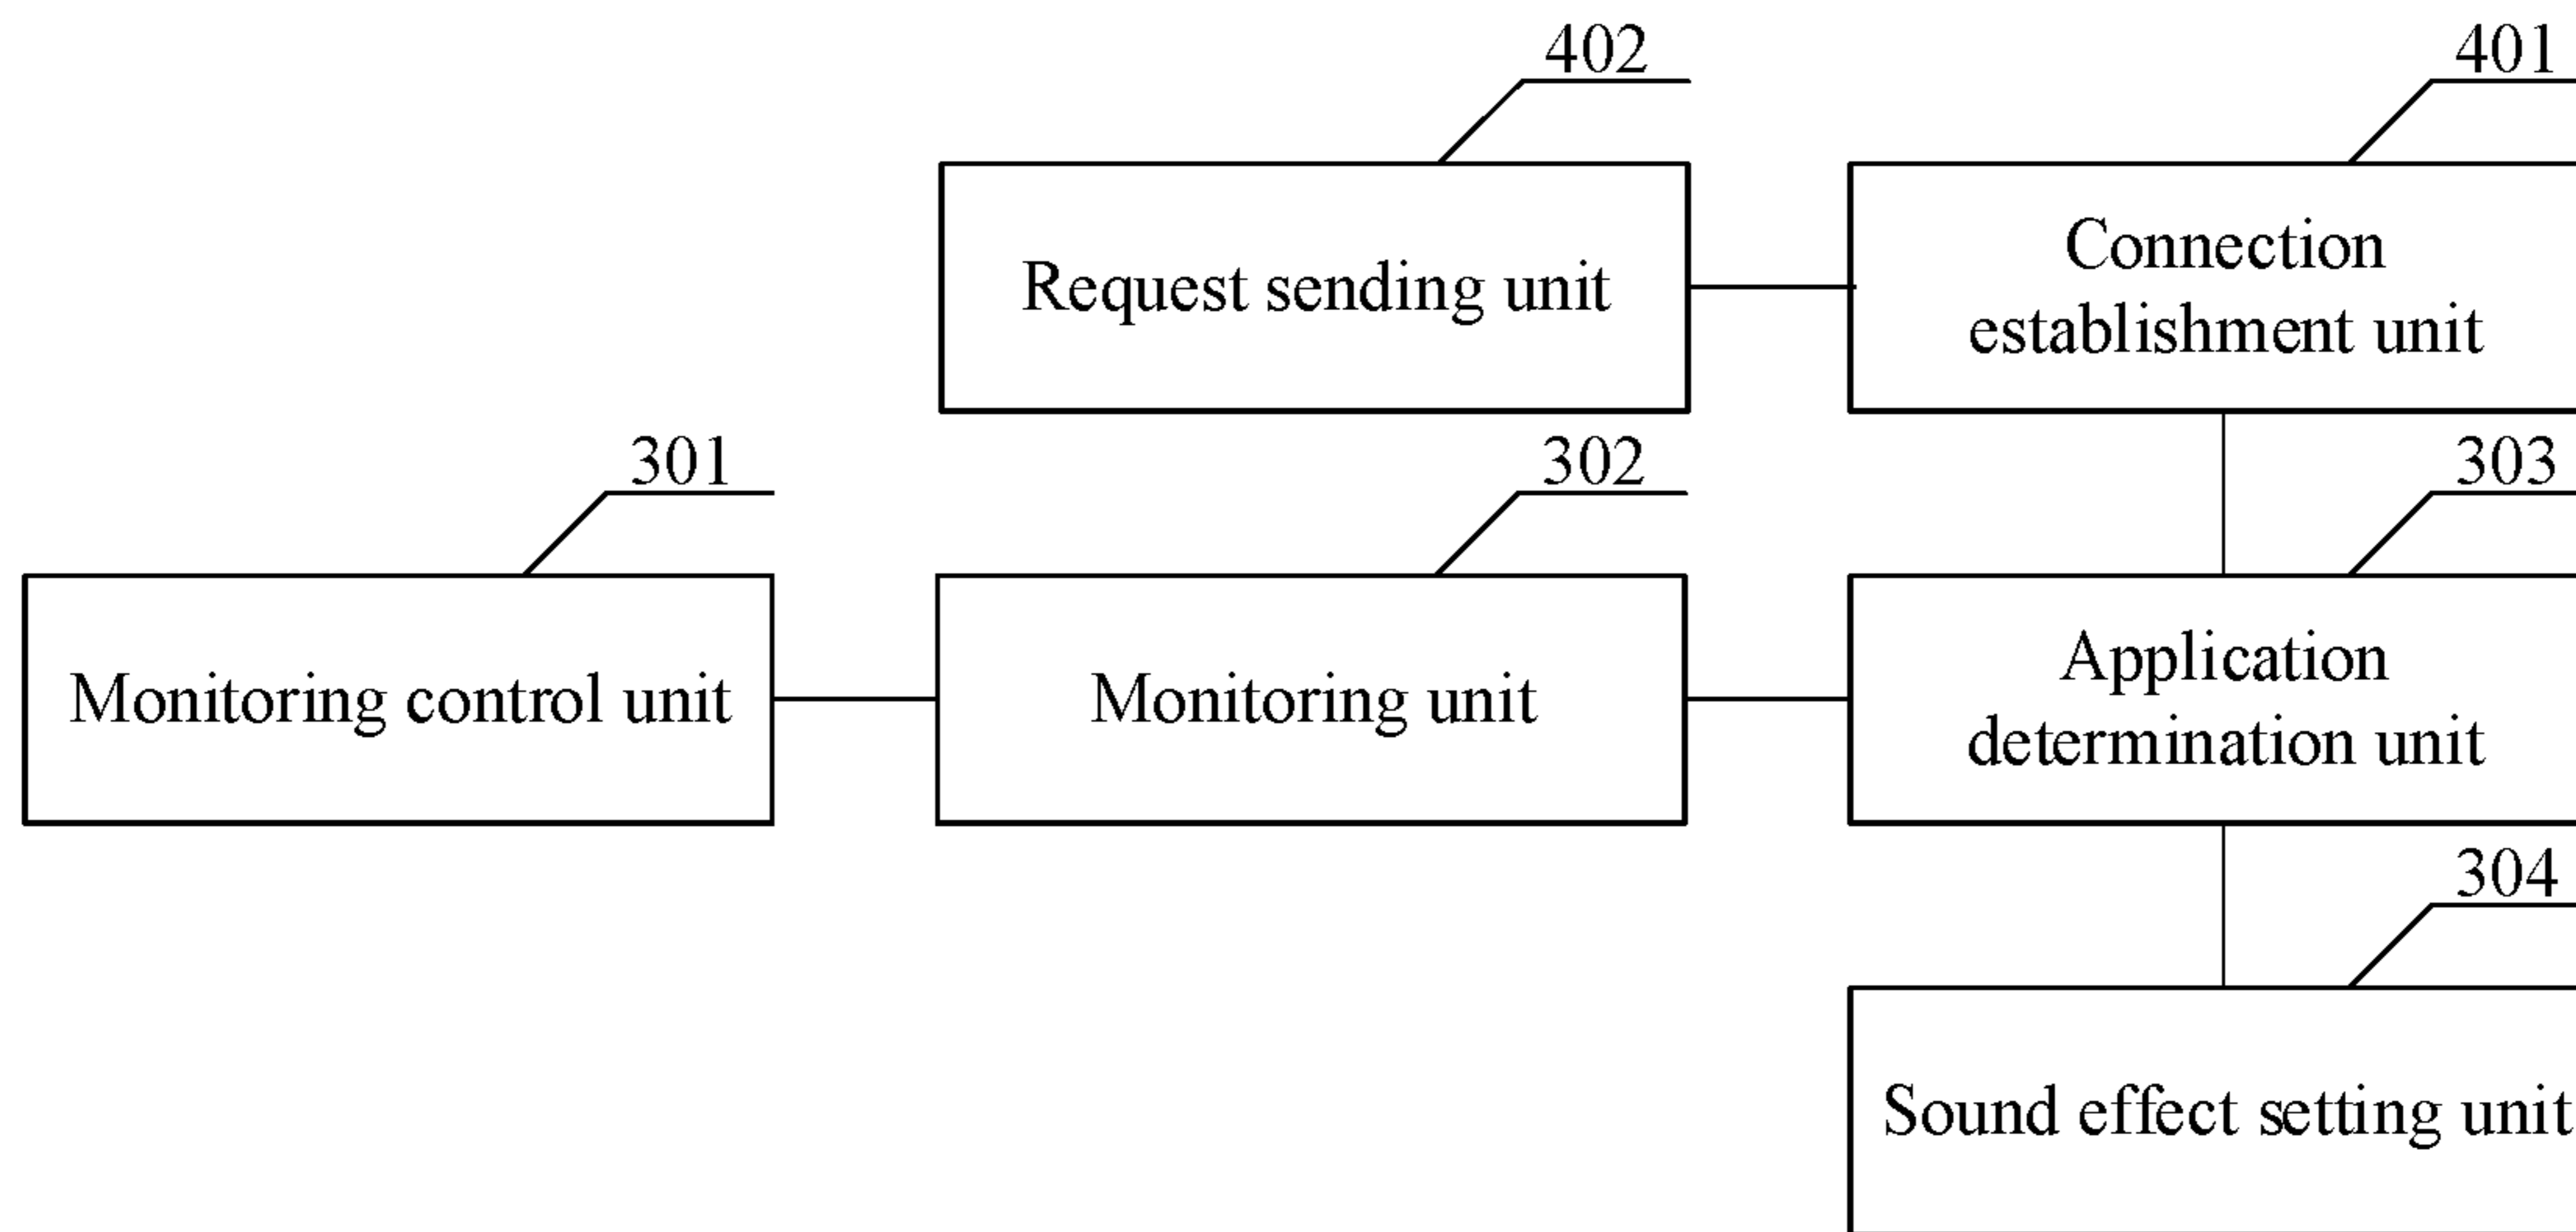 402
401
Request sending unit
Connection
establishment unit
301
302
303
Monitoring control unit
Monitoring unit
Application
determination unit
304
Sound effect setting unit